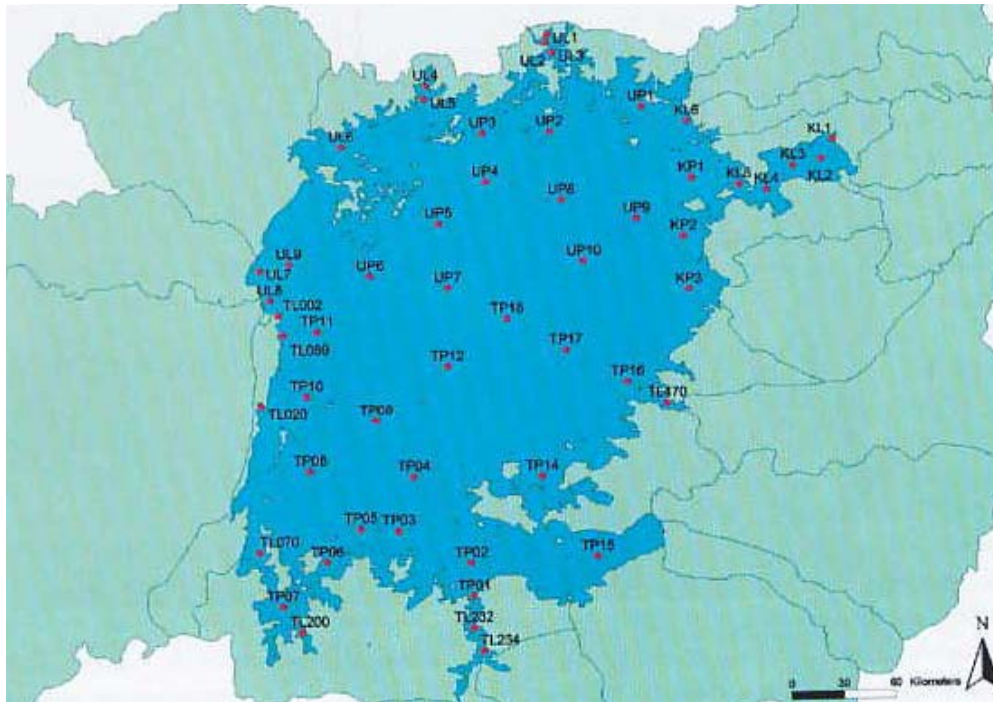 UL1
UL2 UL3
UL4
UL5
UP1
KL6
UP3 UP2
UL6
KL1
KL3
KL2
UP4 KP1
KL5 KL4
UP8
UP5 UP9
KP2
UL9 UP6 UP10
UL7
UP7 KP3
UL8
TL002
TP18
TP11
TL089
TP17
TP12
TP16
TP10
TL470
TL020
TP14
TP04
TP05 TP03
TL070
TP06 TP02 TP15
TP01
TP07
TL200 TL232
TL234
N
0 30 60 Kilometers